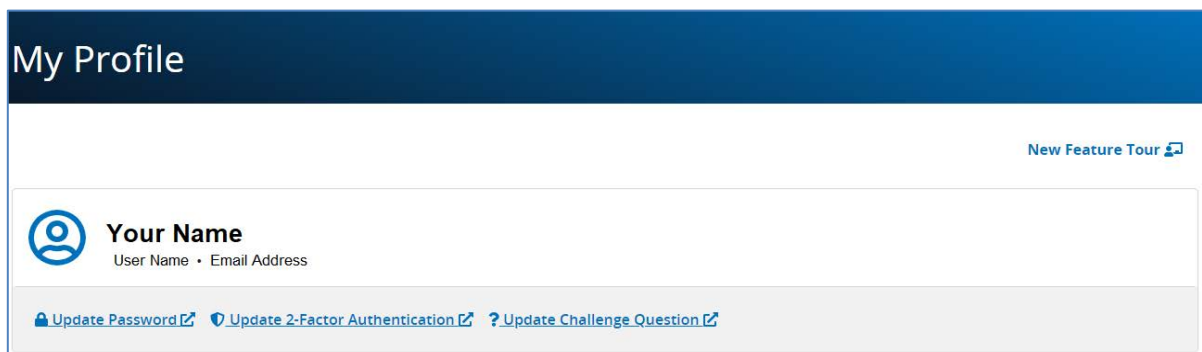 My Profile
New Feature Tour
Your Name
User Name • Email Address
Update Password Update 2-Factor Authentication Update Challenge Question